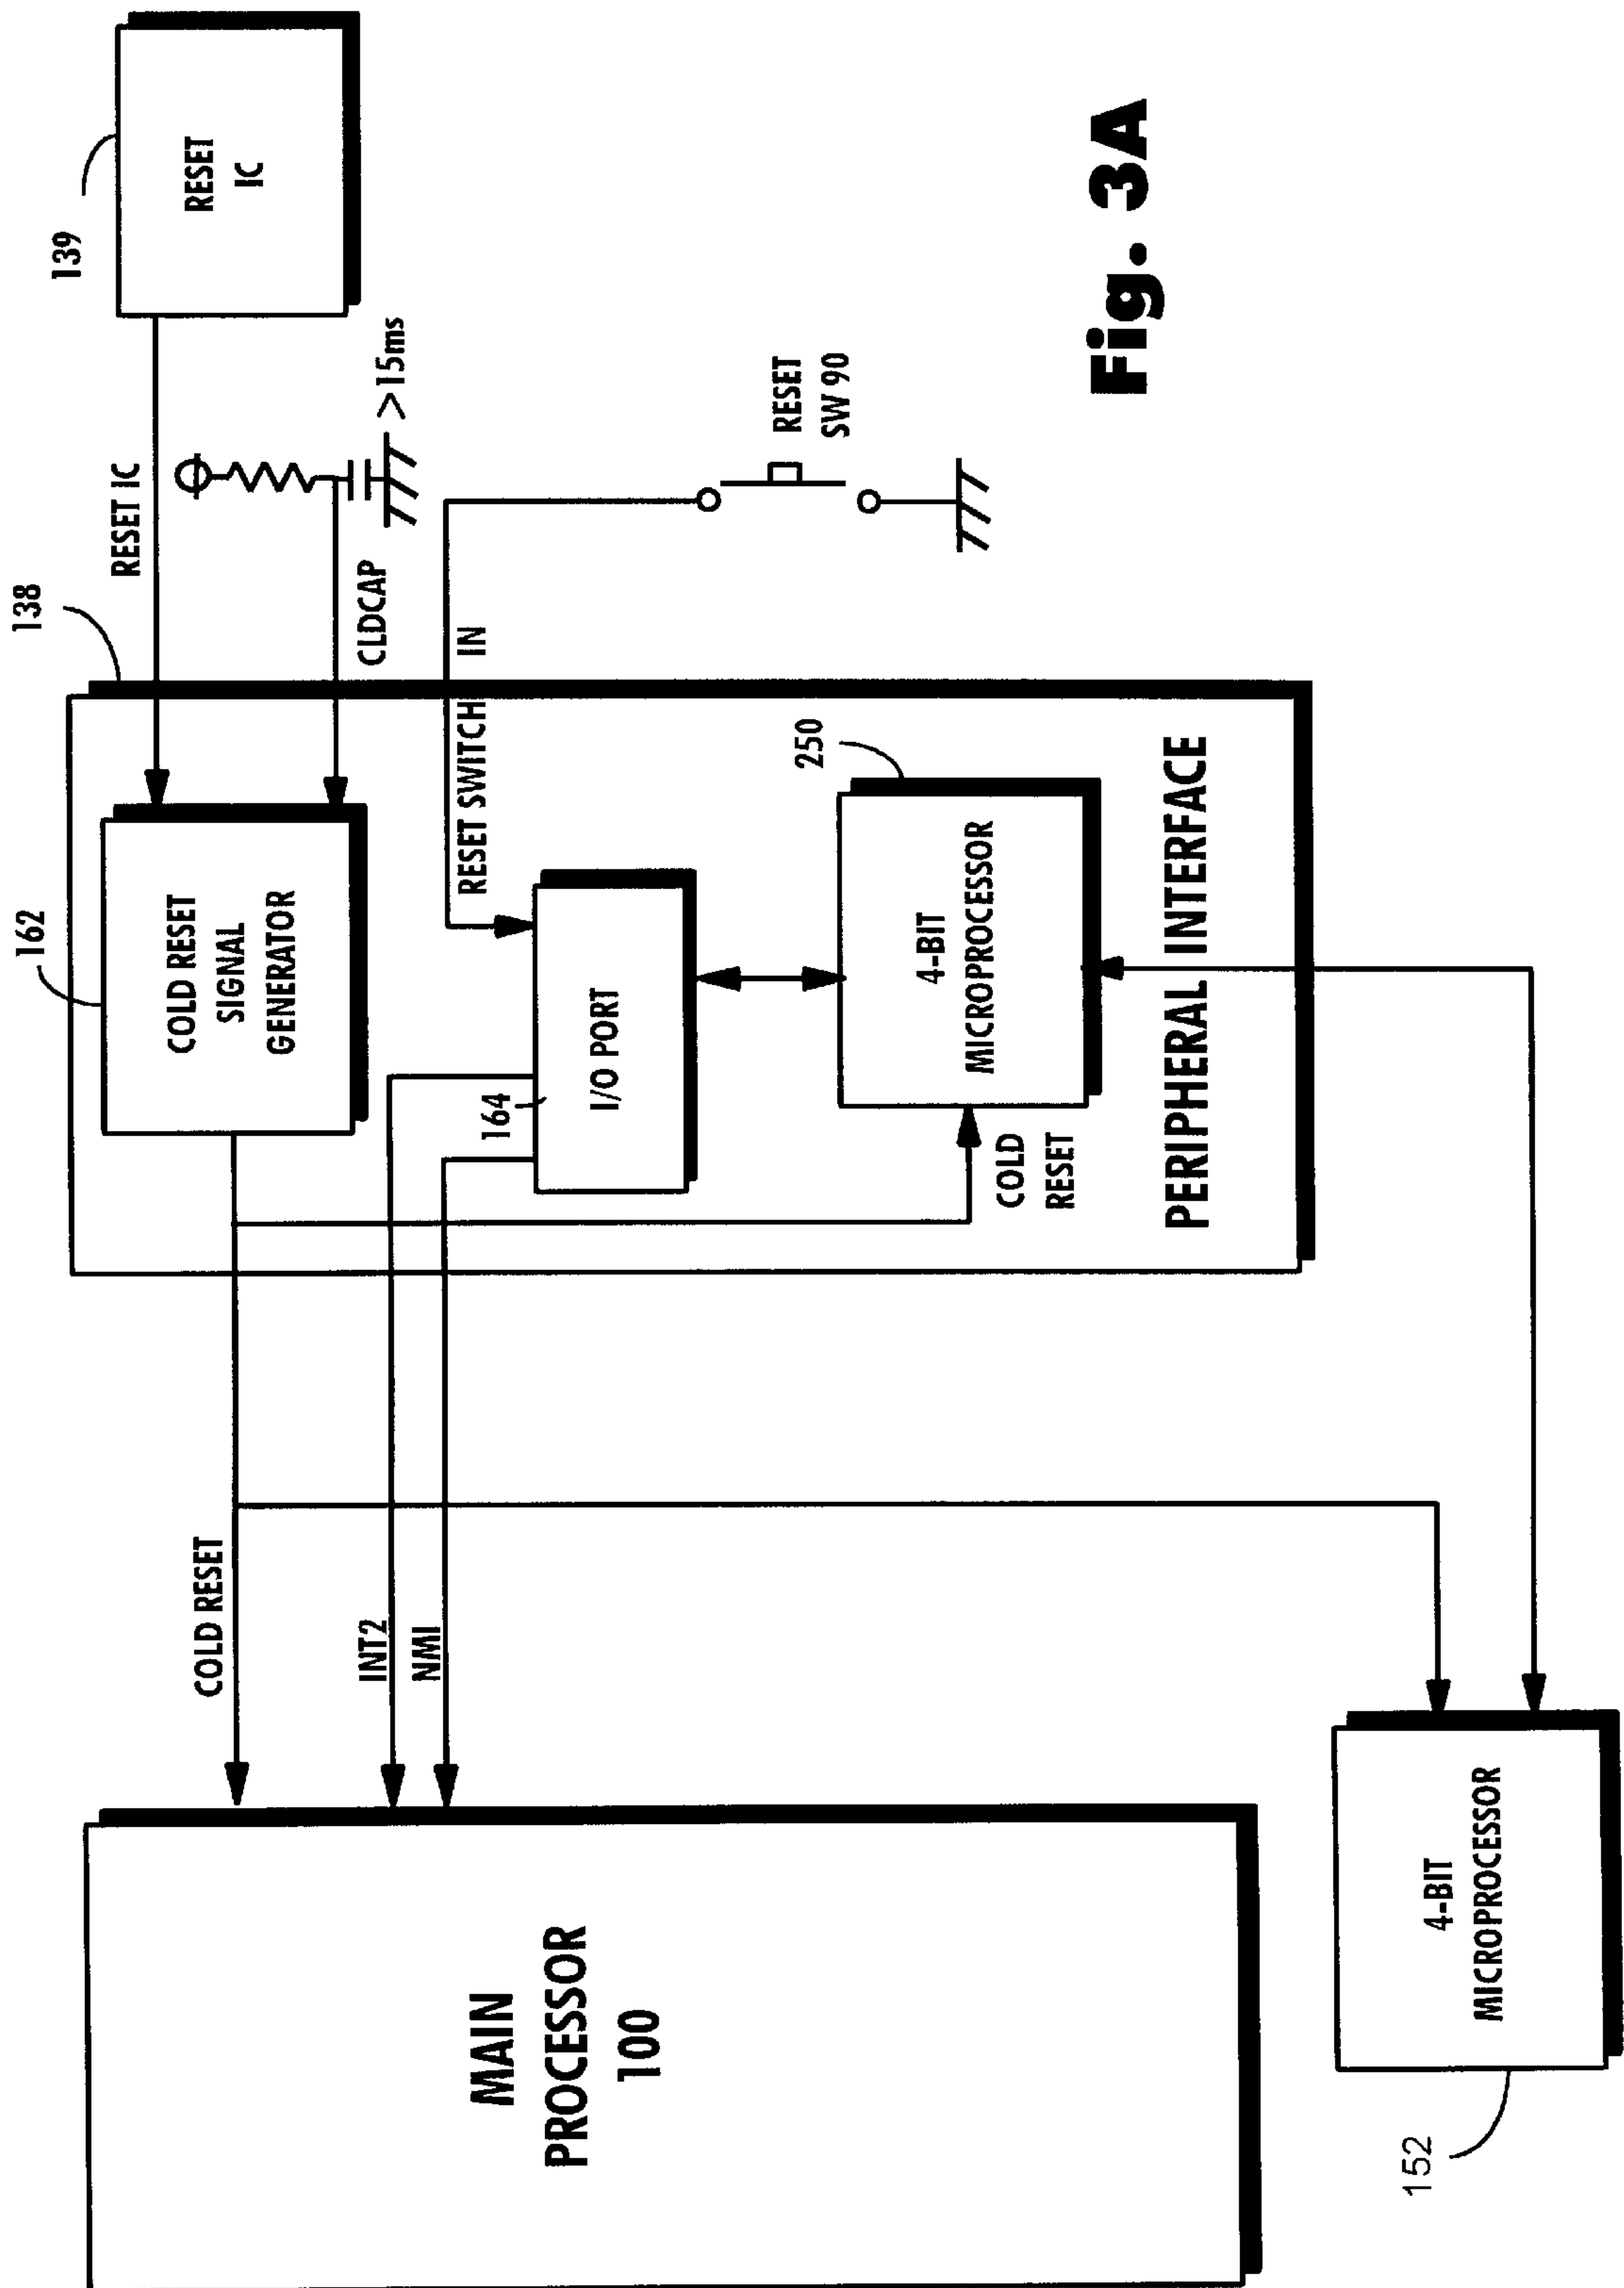 MAIN
PROCESSOR
100
COLD RESET
INT2
NMI
152
4-BIT
MICROPROCESSOR
162
COLD RESET
SIGNAL
GENERATOR
164
I/O PORT
COLD
RESET
250
4-BIT
MICROPROCESSOR
PERIPHERAL INTERFACE
138
RESET IC
CLDCAP
RESET SWITCH IN
>15ms
139
RESET
IC
RESET
SW 90
Fig. 3A